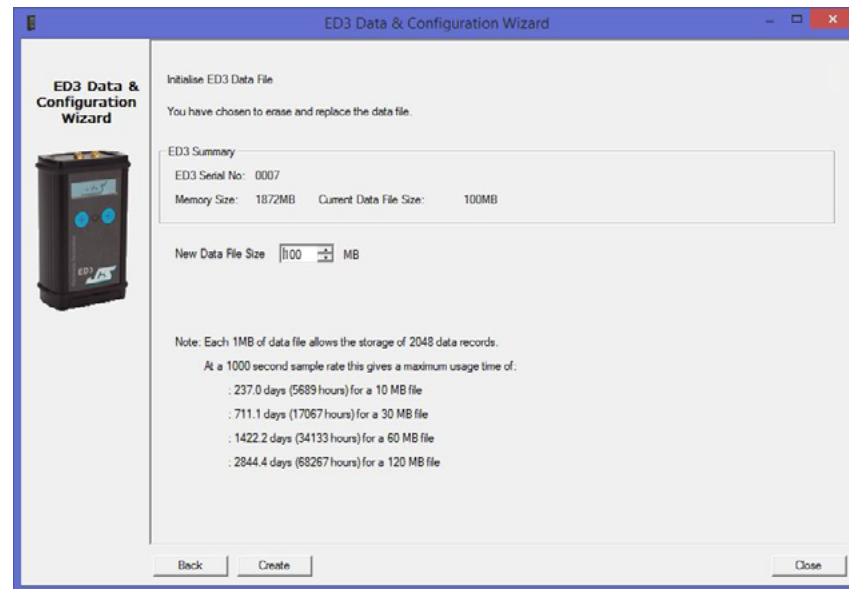 ED3 Data & Configuration Wizard
ED3 Data &
Configuration
Wizard
ED3
Initialise ED3 Data File
You have chosen to erase and replace the data file.
ED3 Summary
ED3 Serial No: 0007
Memory Size: 1872MB Current Data File Size: 100MB
New Data File Size 100 MB
Note: Each 1MB of data file allows the storage of 2048 data records.
At a 1000 second sample rate this gives a maximum usage time of:
: 237.0 days (5689 hours) for a 10 MB file
: 711.1 days (17067 hours) for a 30 MB file
: 1422.2 days (34133 hours) for a 60 MB file
: 2844.4 days (68267 hours) for a 120 MB file
Back Create Close